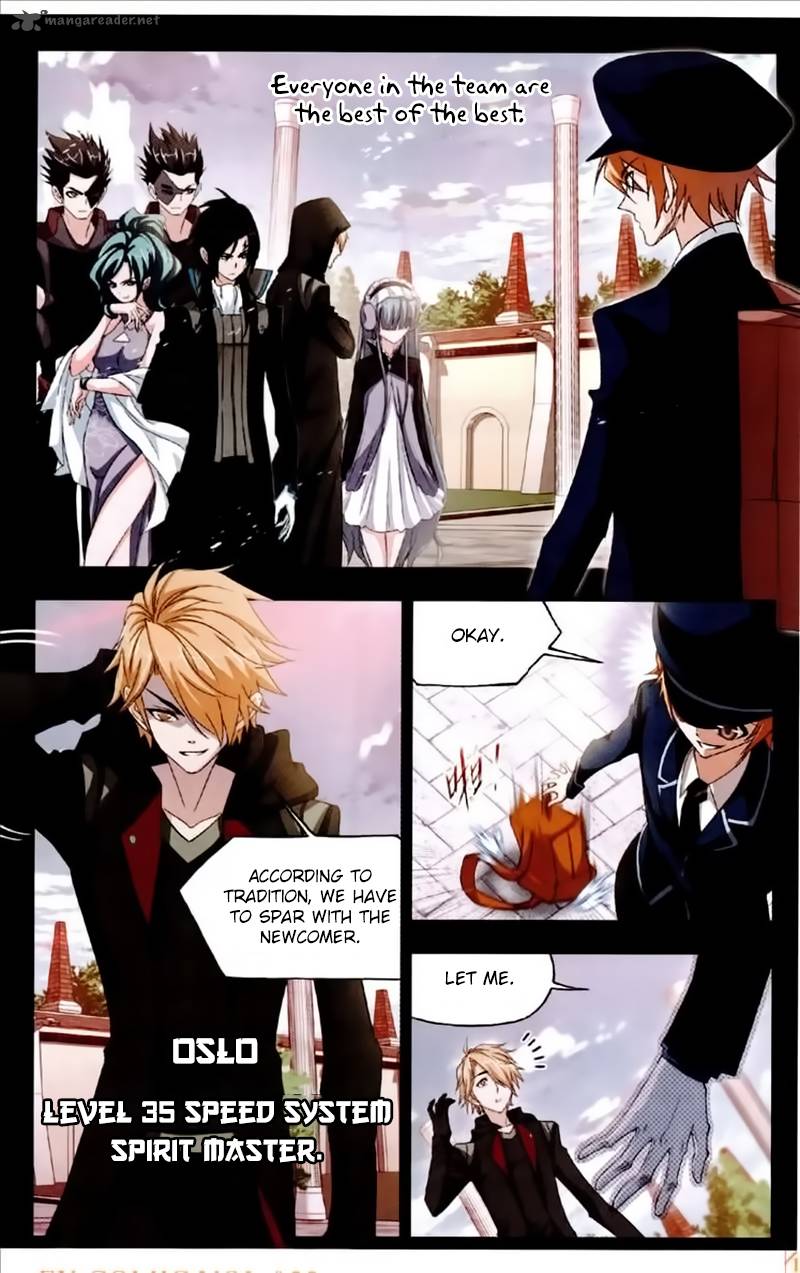 mangareader.net
Everyone in the team are
the best of the best.
ACCORDING TO
TRADITION, WE HAVE
TO SPAR WITH THE
NEWCOMER.
OSLO
LEVEL 35 SPEED SYSTEM
SPIRIT MASTER.
OKAY.
LET ME.